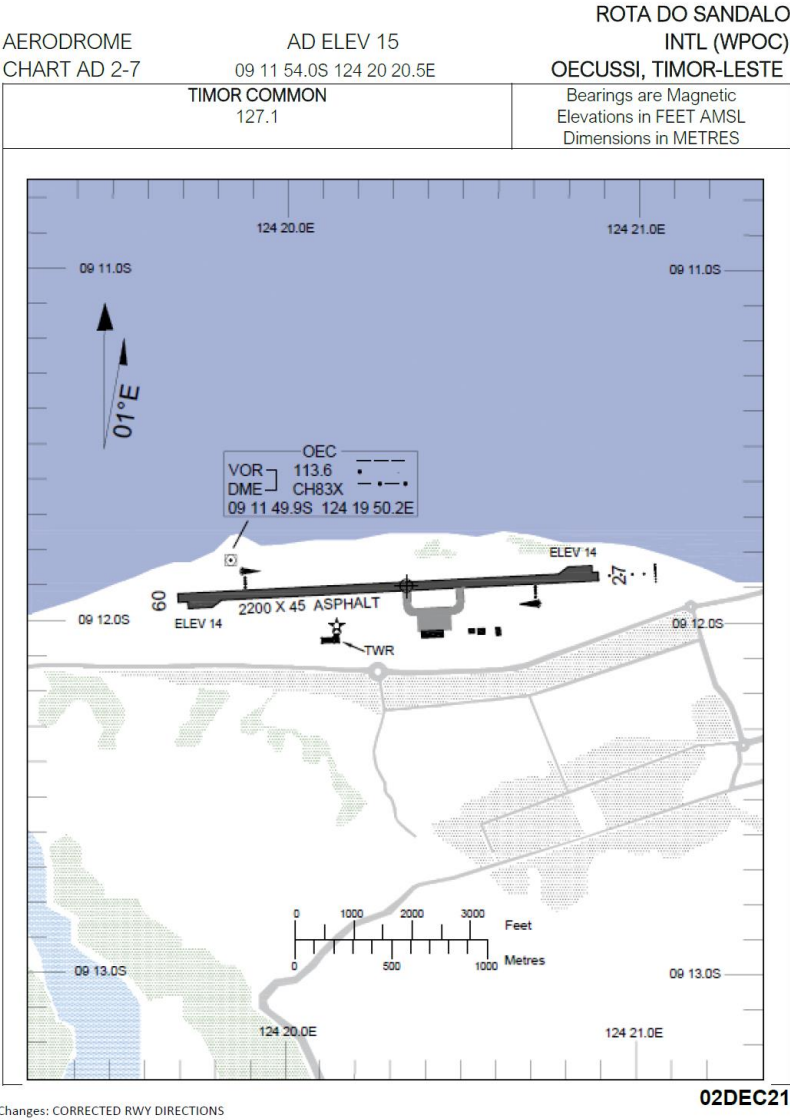 ROTA DO SANDALO
AERODROME AD ELEV 15 INTL (WPOC)
CHART AD 2-7 09 11 54.0S 124 20 20.5E OECUSSI, TIMOR-LESTE
TIMOR COMMON
127.1
Bearings are Magnetic
Elevations in FEET AMSL
Dimensions in METRES
124 20.0E 124 21.0E
09 11.0S 09 11.0S
01°E
OEC
VOR 113.6
DME CH83X
09 11 49.9S 124 19 50.2E
ELEV 14
27
09
2200 X 45 ASPHALT
ELEV 14
09 12.0S 09 12.0S
TWR
0 1000 2000 3000
Feet
Metres
0 500 1000
09 13.0S 09 13.0S
124 20.0E 124 21.0E
02DEC21
Changes: CORRECTED RWY DIRECTIONS